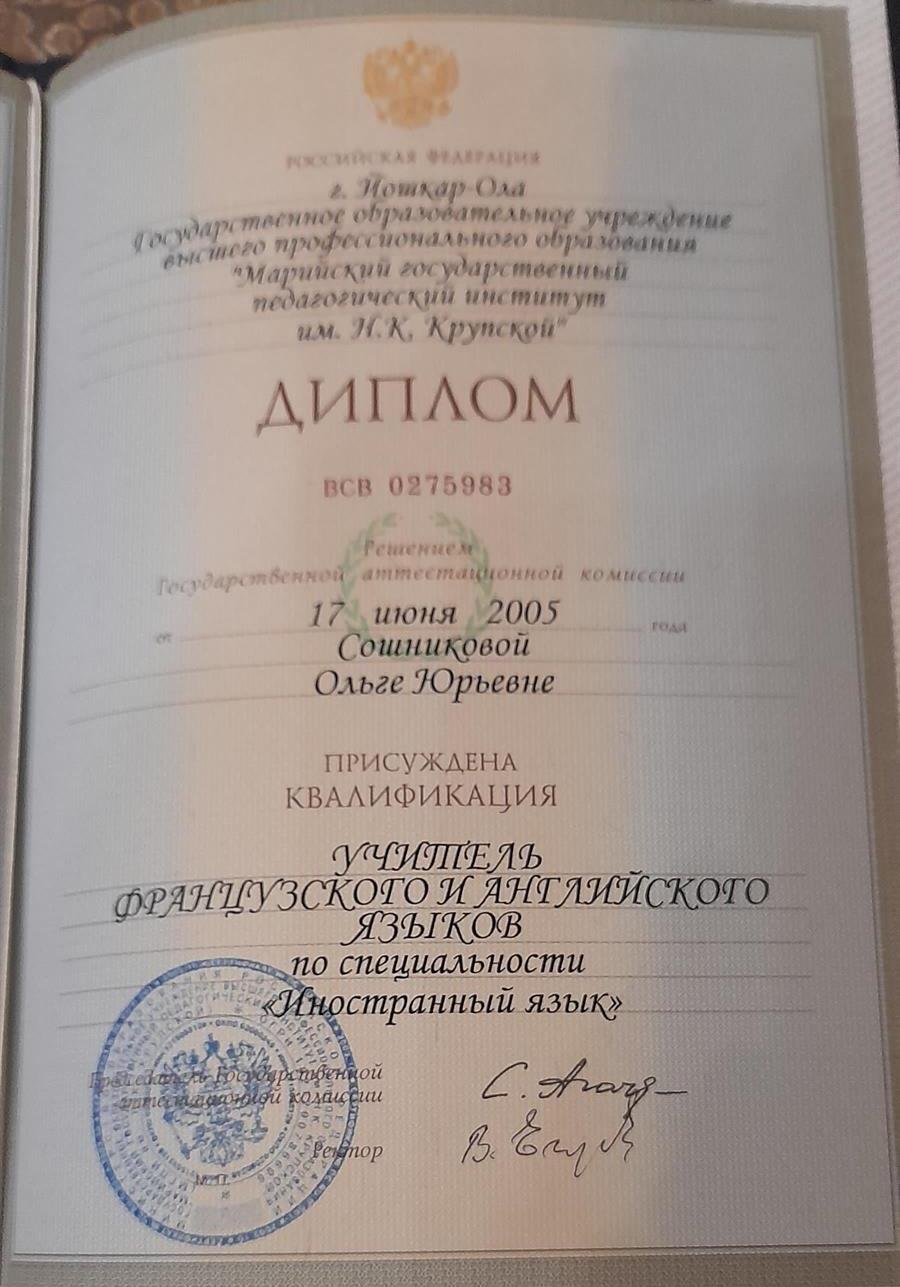 РОССИЙСКАЯ ФЕДЕРАЦИЯ
г. Йошкар-Ола
Государственное образовательное учреждение
высшего профессионального образования
"Марийский государственный
педагогический институт
им. Н.К. Крупской"
ДИПЛОМ
ВСВ 0275983
Решением
Государственной аттестационной комиссии
от 17 июня 2005 года
Сошниковой
Ольге Юрьевне
ПРИСУЖДЕНА
КВАЛИФИКАЦИЯ
УЧИТЕЛЬ
ФРАНЦУЗСКОГО И АНГЛИЙСКОГО
ЯЗЫКОВ
по специальности
«Иностранный язык»
Председатель Государственной
аттестационной комиссии
Ректор
М.П.